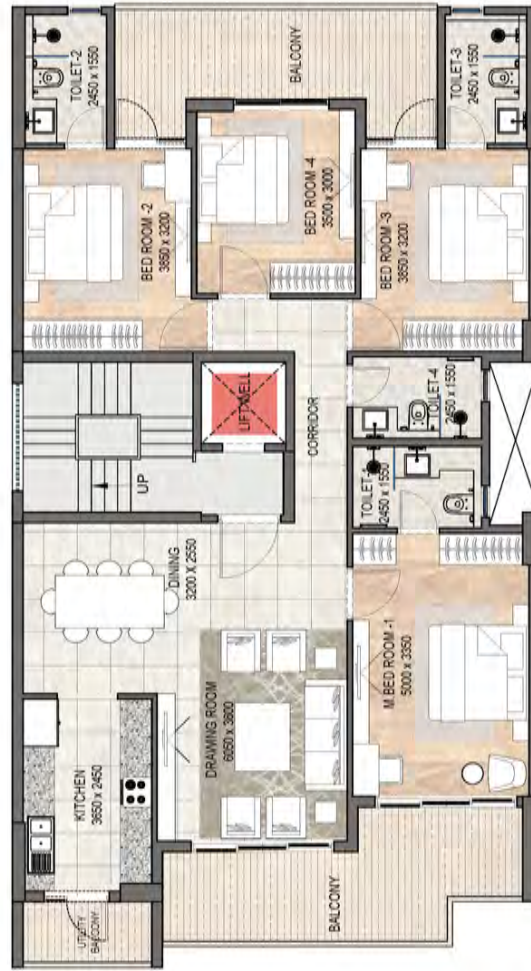 TOILET-2
2450 x 1550
BALCONY
TOILET-3
2450 x 1550
BED ROOM -2
3850 x 3200
BED ROOM -4
3500 x 3000
BED ROOM -3
3850 x 3200
UP
LIFT WELL
CORRIDOR
TOILET-4
2450 x 1550
TOILET-
2450 x 1550
DINING
3200 X 2550
KITCHEN
3650 x 2450
DRAWING ROOM
6050 x 3600
M.BED ROOM -1
5000 x 3350
UTILITY
BALCONY
BALCONY